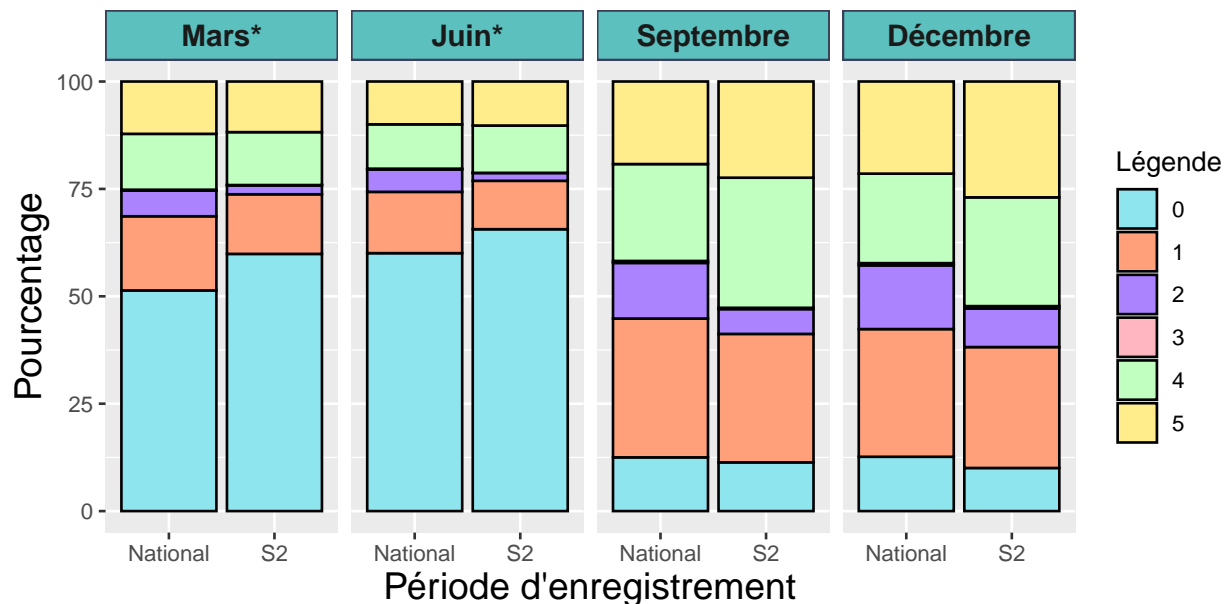 Mars* Juin* Septembre Décembre
Pourcentage
100
75
50
25
0
National S2 National S2 National S2 National S2
Période d'enregistrement
Légende
0
1
2
3
4
5